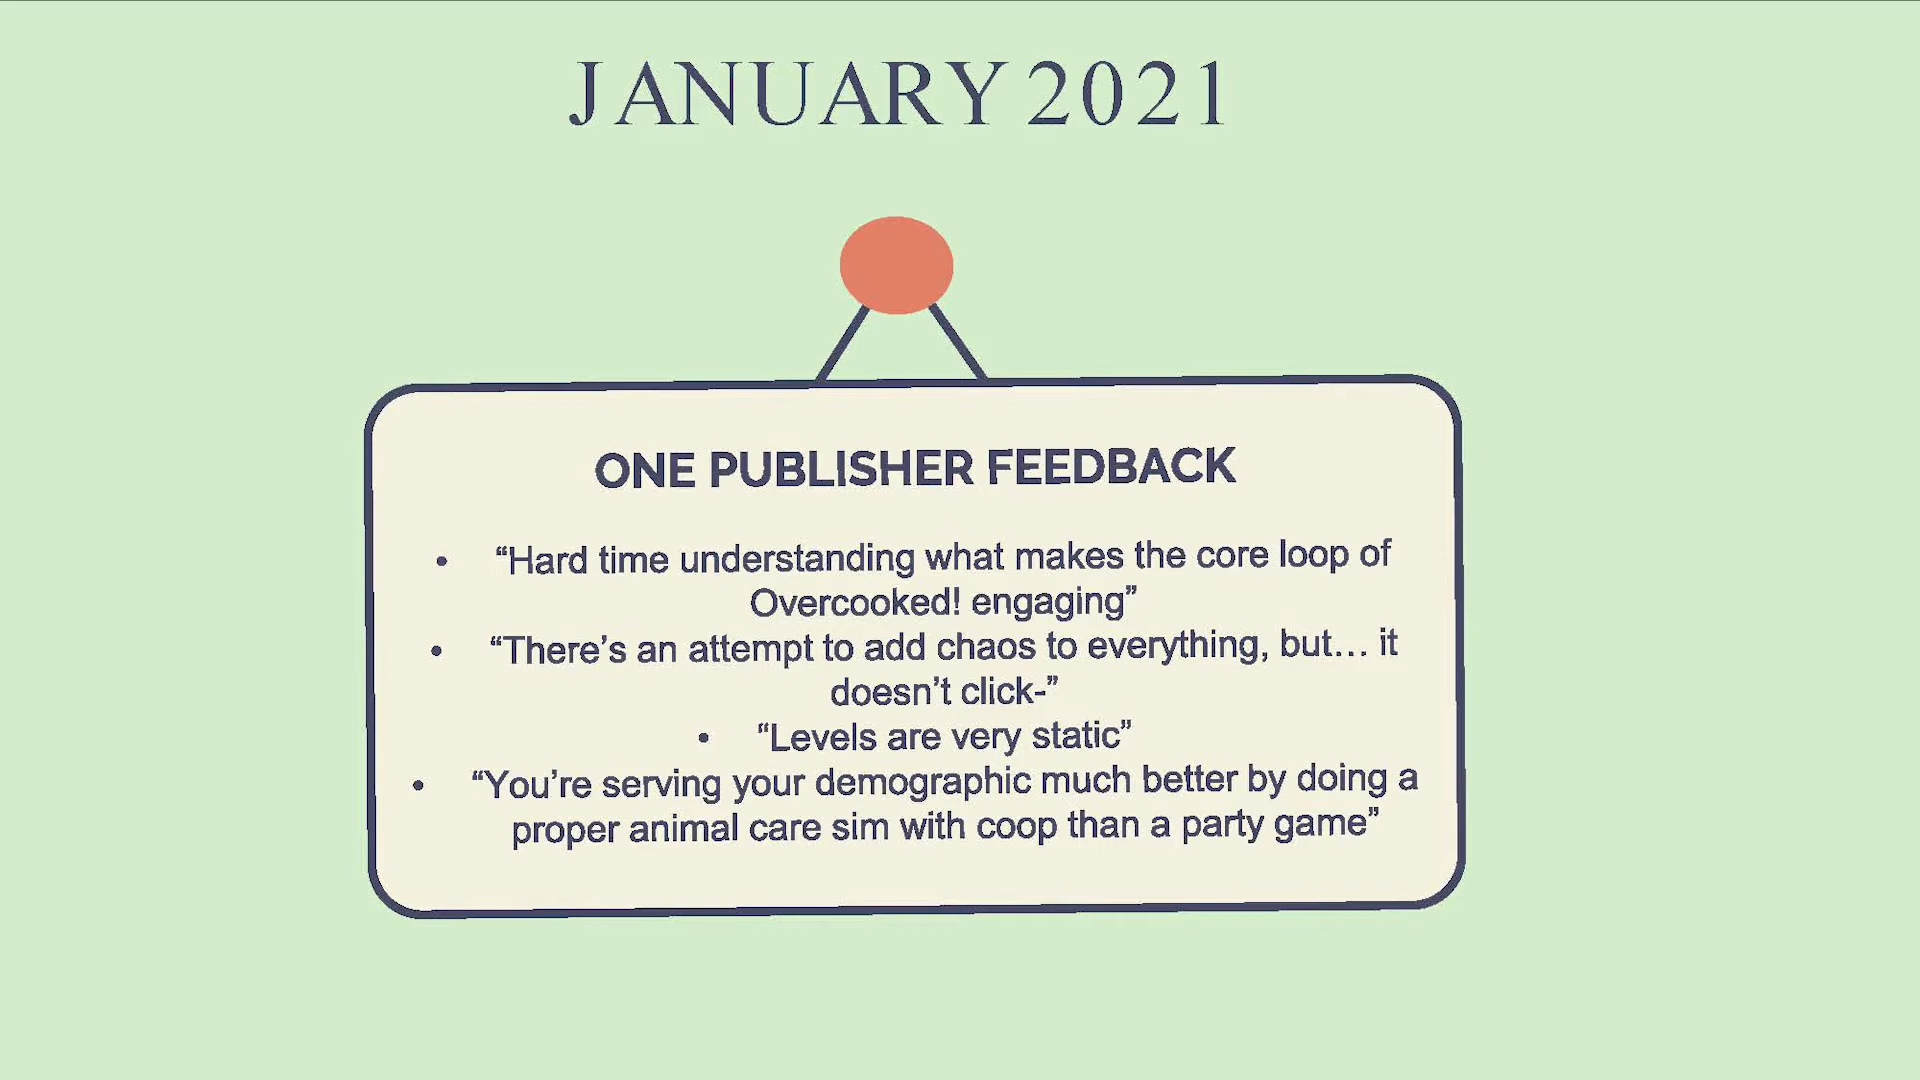 JANUARY 2021
ONE PUBLISHER FEEDBACK
• “Hard time understanding what makes the core loop of
Overcooked! engaging”
• “There’s an attempt to add chaos to everything, but… it
doesn’t click-”
• “Levels are very static”
• “You’re serving your demographic much better by doing a
proper animal care sim with coop than a party game”